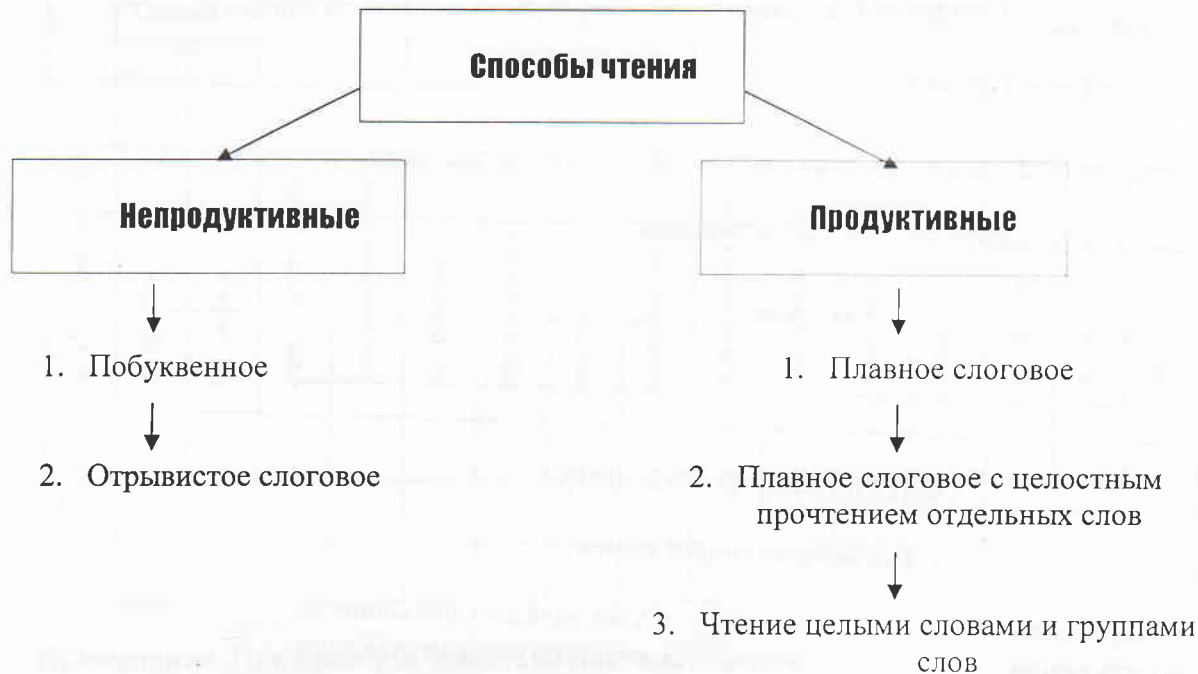 Способы чтения
Непродуктивные
Продуктивные
1. Побуквенное
2. Отрывистое слоговое
1. Плавное слоговое
2. Плавное слоговое с целостным
прочтением отдельных слов
3. Чтение целыми словами и группами
слов